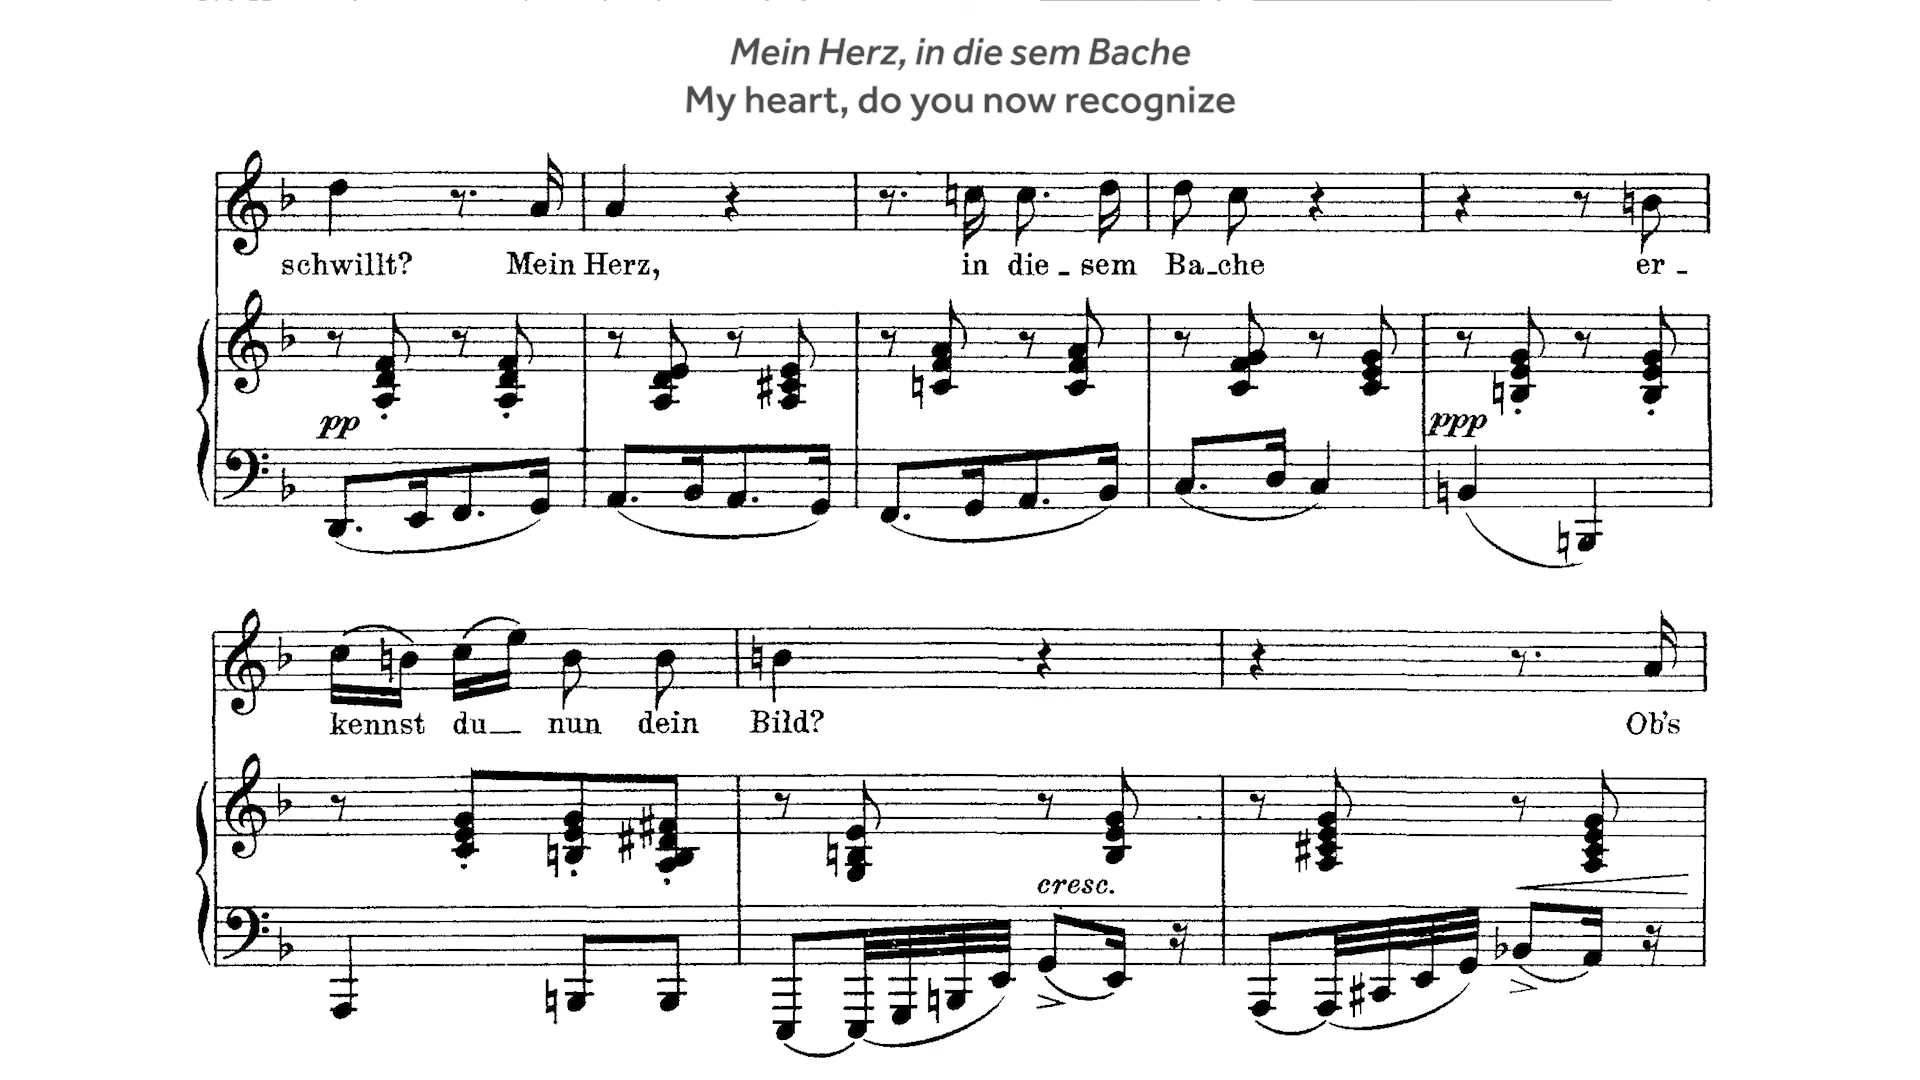 Mein Herz, in die sem Bache
My heart, do you now recognize
schwillt? Mein Herz, in die - sem Ba - che er -
pp ppp
kennst du nun dein Bild? Ob's
cresc.